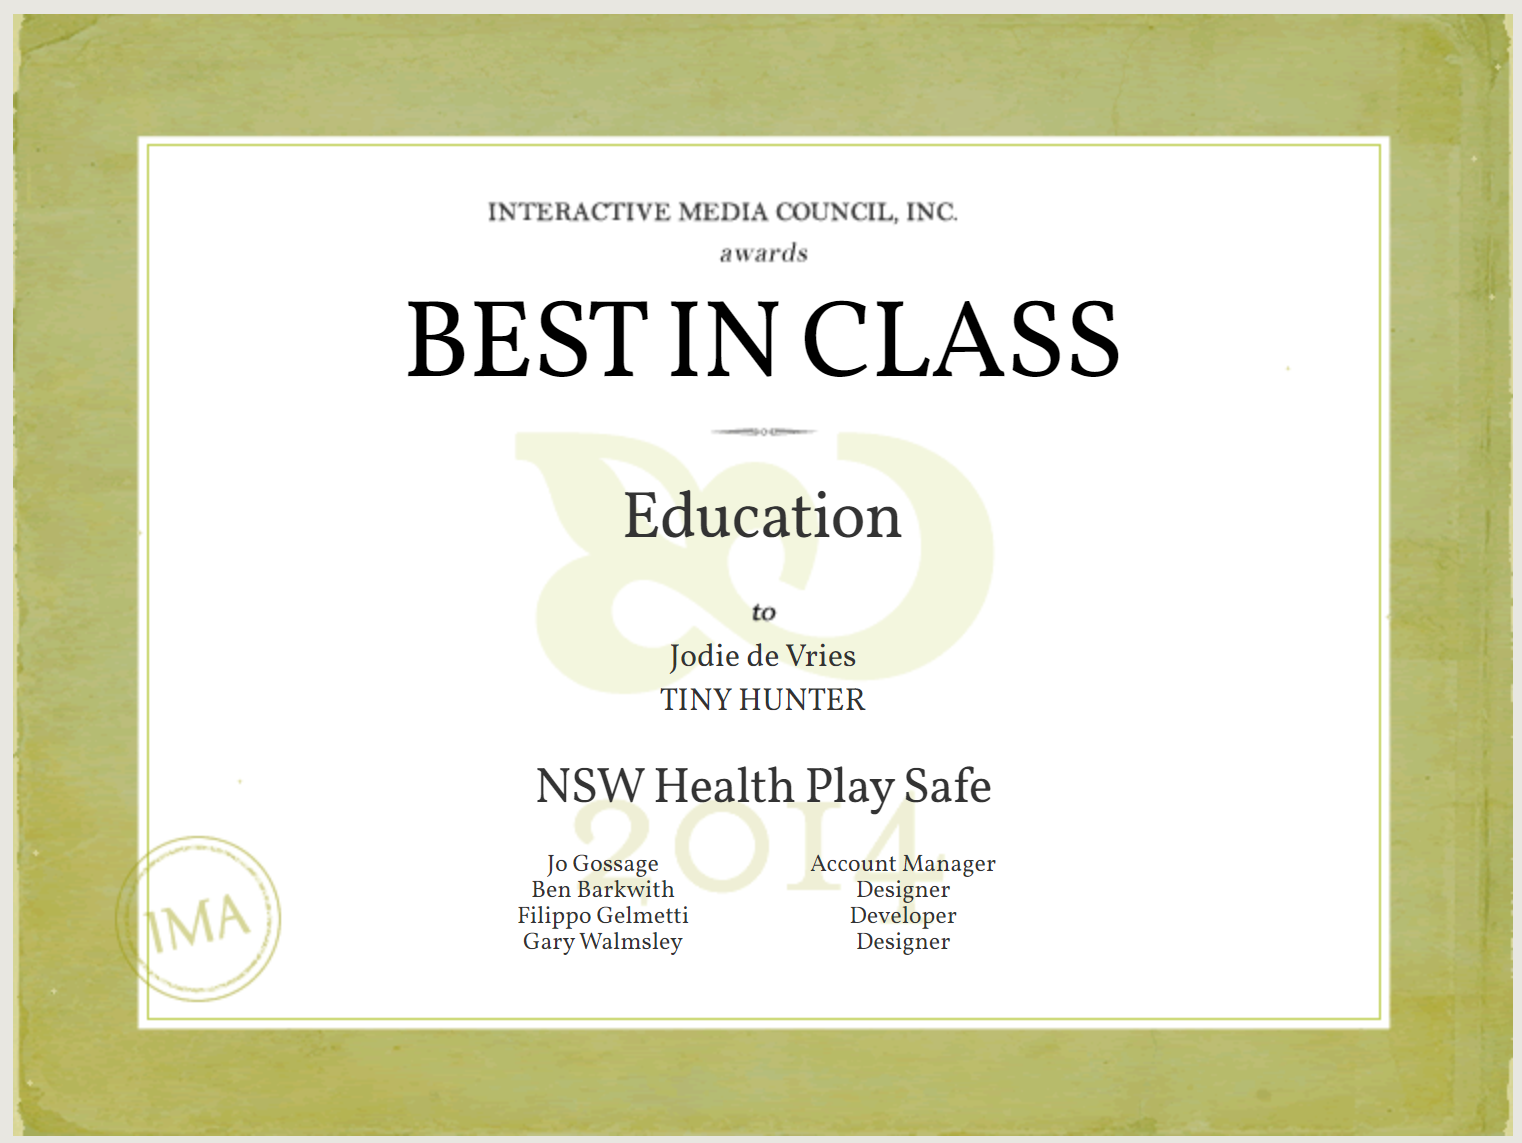 INTERACTIVE MEDIA COUNCIL, INC.
awards
BEST IN CLASS
Education
to
Jodie de Vries
TINY HUNTER
NSW Health Play Safe
2014
Jo Gossage Account Manager
Ben Barkwith Designer
Filippo Gelmetti Developer
Gary Walmsley Designer
IMA